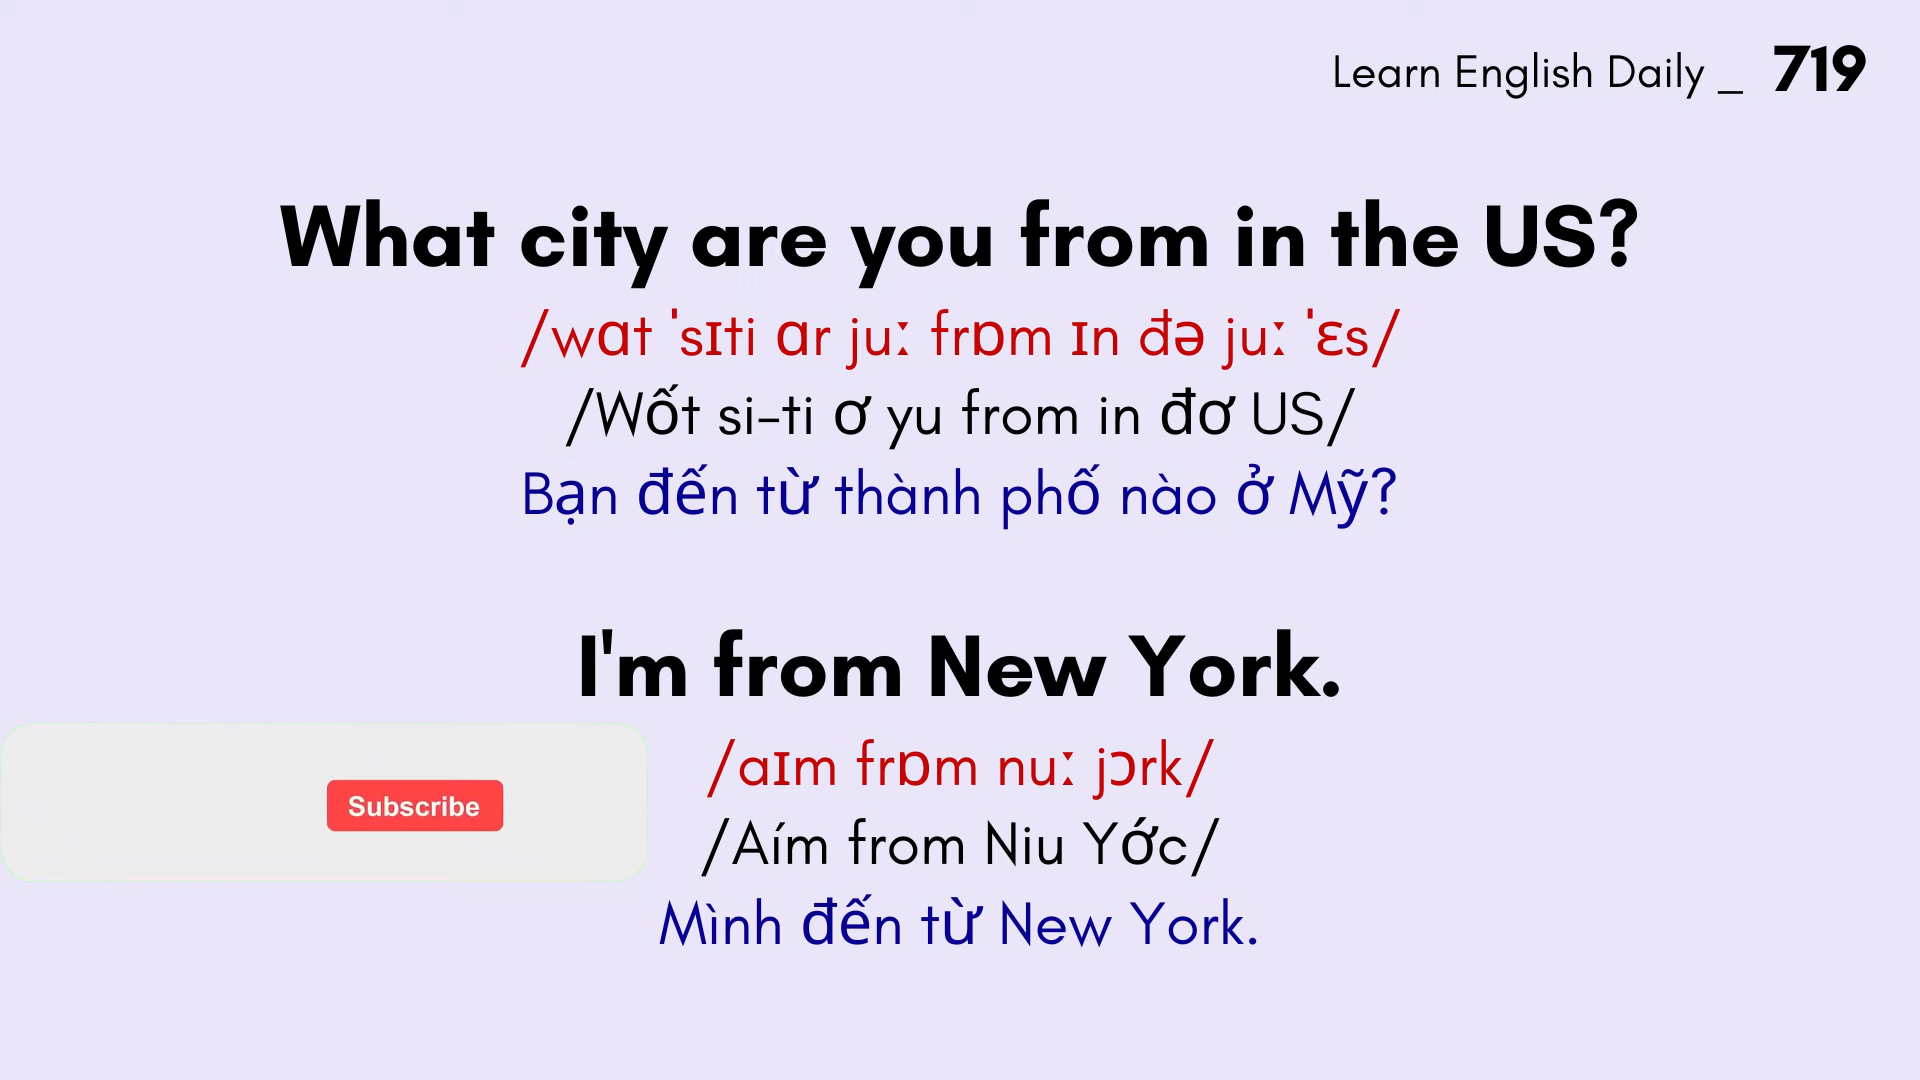 Learn English Daily _ 719
What city are you from in the US?
/wɑt ˈsɪti ɑr juː frɒm ɪn đə juː ˈɛs/
/Wốt si-ti ơ yu from in đơ US/
Bạn đến từ thành phố nào ở Mỹ?
I'm from New York.
/aɪm frɒm nuː jɔrk/
Subscribe
/Aím from Niu Yớc/
Mình đến từ New York.